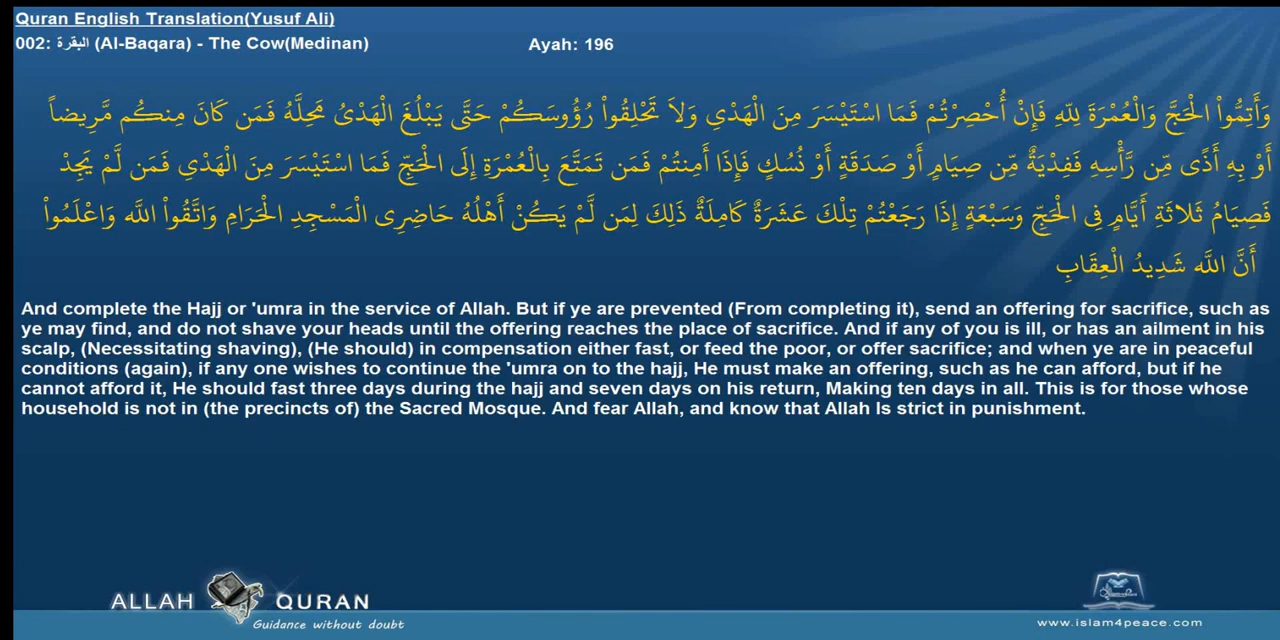 Quran English Translation(Yusuf Ali)
002: البقرة (Al-Baqara) - The Cow(Medinan)
Ayah: 196
وَأَتِمُّواْ الْحَجَّ وَالْعُمْرَةَ لِلّهِ فَإِنْ أُحْصِرْتُمْ فَمَا اسْتَيْسَرَ مِنَ الْهَدْيِ وَلاَ تَحْلِقُواْ رُؤُوسَكُمْ حَتَّى يَبْلُغَ الْهَدْيُ مَحِلَّهُ فَمَن كَانَ مِنكُم مَّرِيضاً
أَوْ بِهِ أَذًى مِّن رَّأْسِهِ فَفِدْيَةٌ مِّن صِيَامٍ أَوْ صَدَقَةٍ أَوْ نُسُكٍ فَإِذَا أَمِنتُمْ فَمَن تَمَتَّعَ بِالْعُمْرَةِ إِلَى الْحَجِّ فَمَا اسْتَيْسَرَ مِنَ الْهَدْيِ فَمَن لَّمْ يَجِدْ
فَصِيَامُ ثَلاثَةِ أَيَّامٍ فِي الْحَجِّ وَسَبْعَةٍ إِذَا رَجَعْتُمْ تِلْكَ عَشَرَةٌ كَامِلَةٌ ذَلِكَ لِمَن لَّمْ يَكُنْ أَهْلُهُ حَاضِرِي الْمَسْجِدِ الْحَرَامِ وَاتَّقُواْ اللّهَ وَاعْلَمُواْ
أَنَّ اللّهَ شَدِيدُ الْعِقَابِ
And complete the Hajj or 'umra in the service of Allah. But if ye are prevented (From completing it), send an offering for sacrifice, such as
ye may find, and do not shave your heads until the offering reaches the place of sacrifice. And if any of you is ill, or has an ailment in his
scalp, (Necessitating shaving), (He should) in compensation either fast, or feed the poor, or offer sacrifice; and when ye are in peaceful
conditions (again), if any one wishes to continue the 'umra on to the hajj, He must make an offering, such as he can afford, but if he
cannot afford it, He should fast three days during the hajj and seven days on his return, Making ten days in all. This is for those whose
household is not in (the precincts of) the Sacred Mosque. And fear Allah, and know that Allah Is strict in punishment.
ALLAH QURAN
Guidance without doubt
www.islam4peace.com